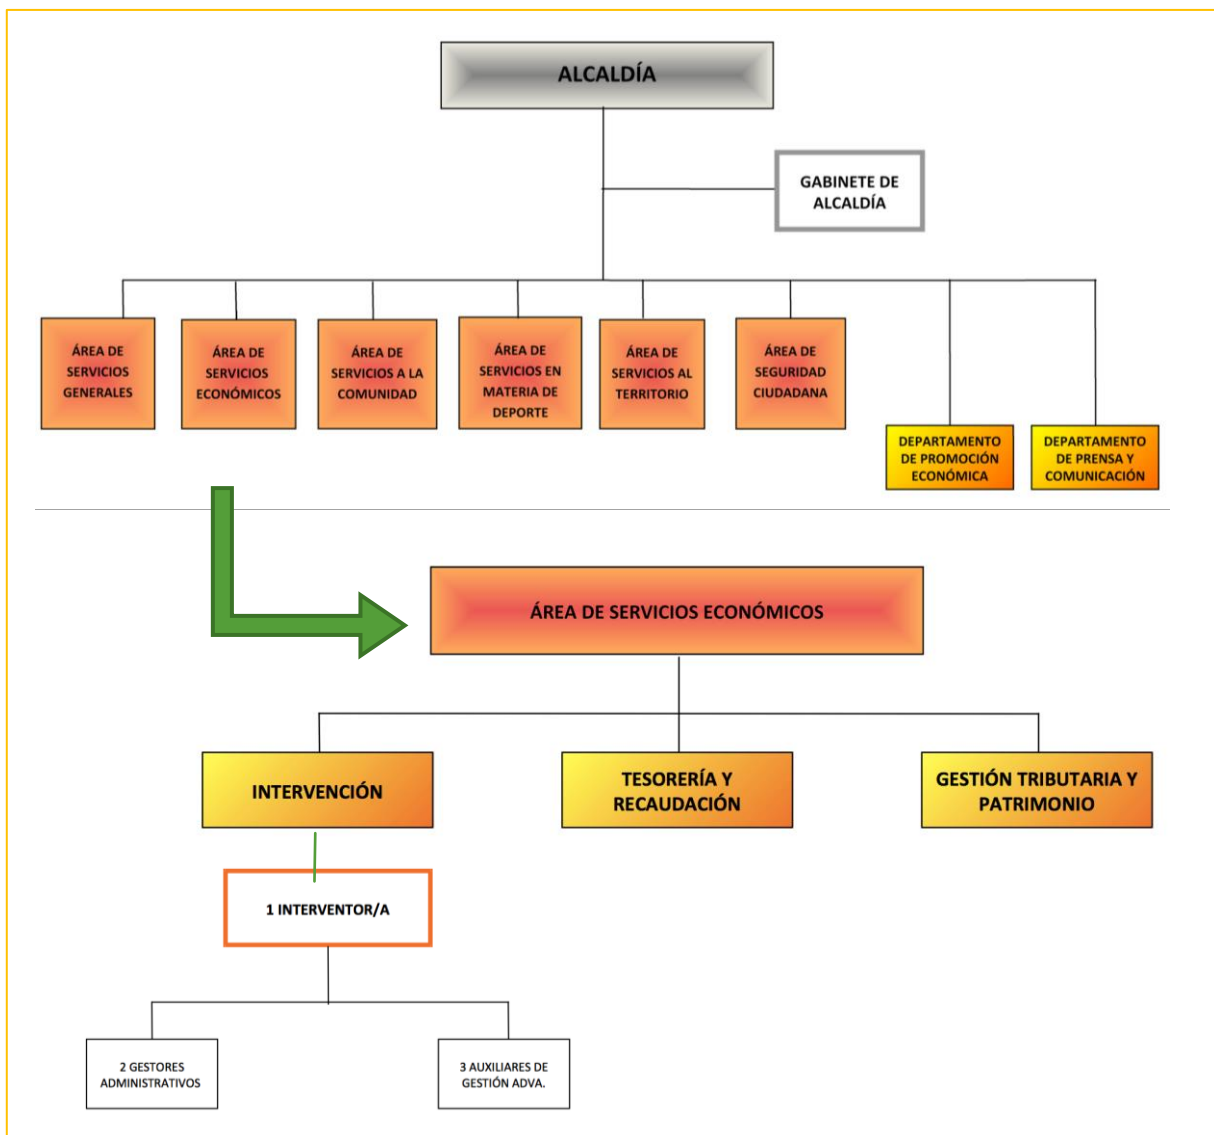 ALCALDÍA
GABINETE DE
ALCALDÍA
ÁREA DE
SERVICIOS
GENERALES
ÁREA DE
SERVICIOS
ECONÓMICOS
ÁREA DE
SERVICIOS A LA
COMUNIDAD
ÁREA DE
SERVICIOS EN
MATERIA DE
DEPORTE
ÁREA DE
SERVICIOS AL
TERRITORIO
ÁREA DE
SEGURIDAD
CIUDADANA
DEPARTAMENTO
DE PROMOCIÓN
ECONÓMICA
DEPARTAMENTO
DE PRENSA Y
COMUNICACIÓN
ÁREA DE SERVICIOS ECONÓMICOS
INTERVENCIÓN
TESORERÍA Y
RECAUDACIÓN
GESTIÓN TRIBUTARIA Y
PATRIMONIO
1 INTERVENTOR/A
2 GESTORES
ADMINISTRATIVOS
3 AUXILIARES DE
GESTIÓN ADVA.